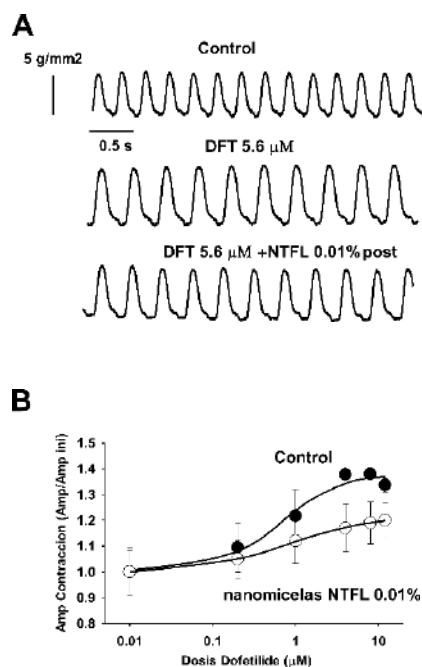 A
Control
5 g/mm2
0.5 s
DFT 5.6 µM
DFT 5.6 µM +NTFL 0.01% post
B
1.5
1.4
1.3
1.2
1.1
1.0
0.9
0.8
Amp Contraccion (Amp/Amp ini)
Control
nanomicelas NTFL 0.01%
0.01
0.1
1
10
Dosis Dofetilide (µM)